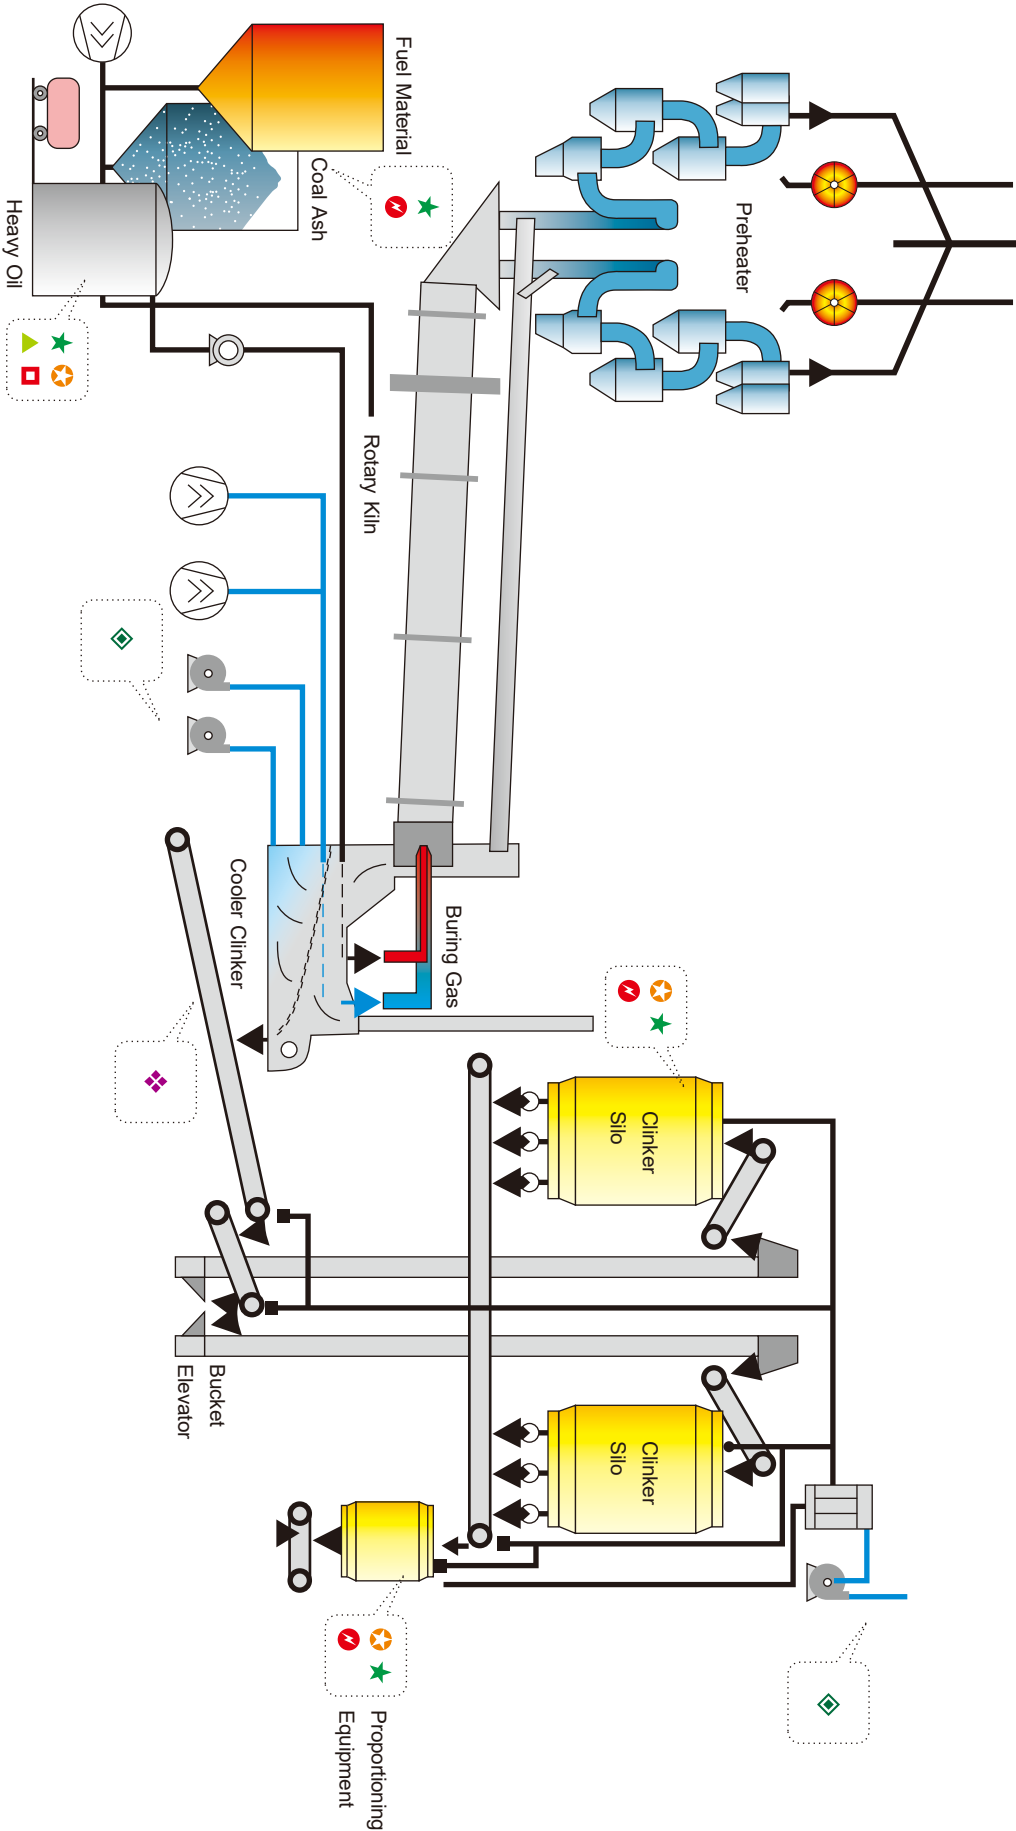 Preheater
Fuel Material
Coal Ash
Heavy Oil
Rotary Kiln
Buring Gas
Cooler Clinker
Clinker
Silo
Clinker
Silo
Bucket
Elevator
Proportioning
Equipment